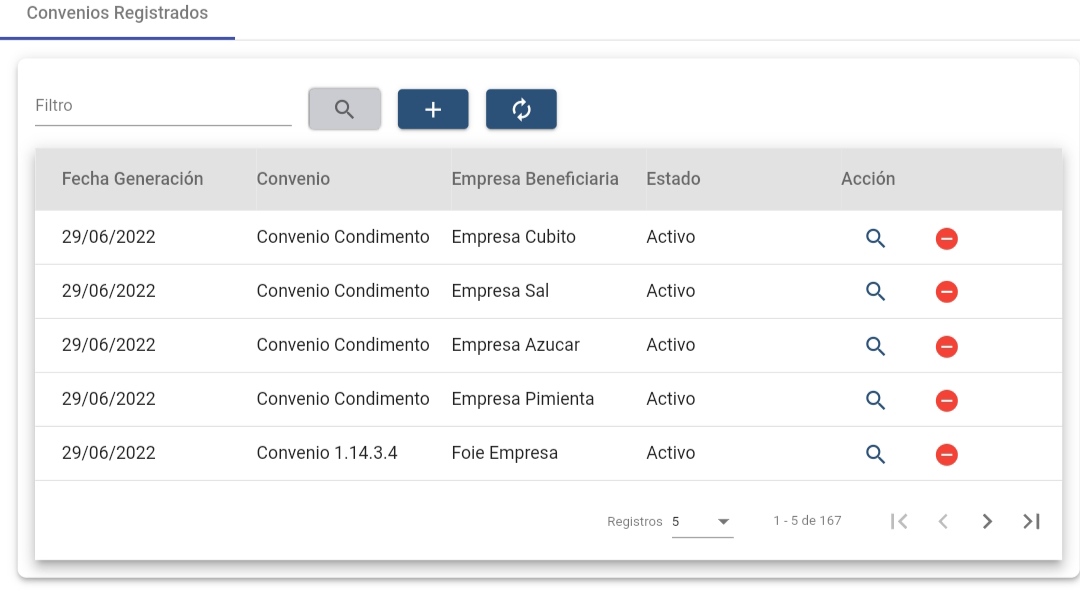 Convenios Registrados
Filtro
Fecha Generación Convenio Empresa Beneficiaria Estado Acción
29/06/2022 Convenio Condimento Empresa Cubito Activo
29/06/2022 Convenio Condimento Empresa Sal Activo
29/06/2022 Convenio Condimento Empresa Azucar Activo
29/06/2022 Convenio Condimento Empresa Pimienta Activo
29/06/2022 Convenio 1.14.3.4 Foie Empresa Activo
Registros 5 1 - 5 de 167